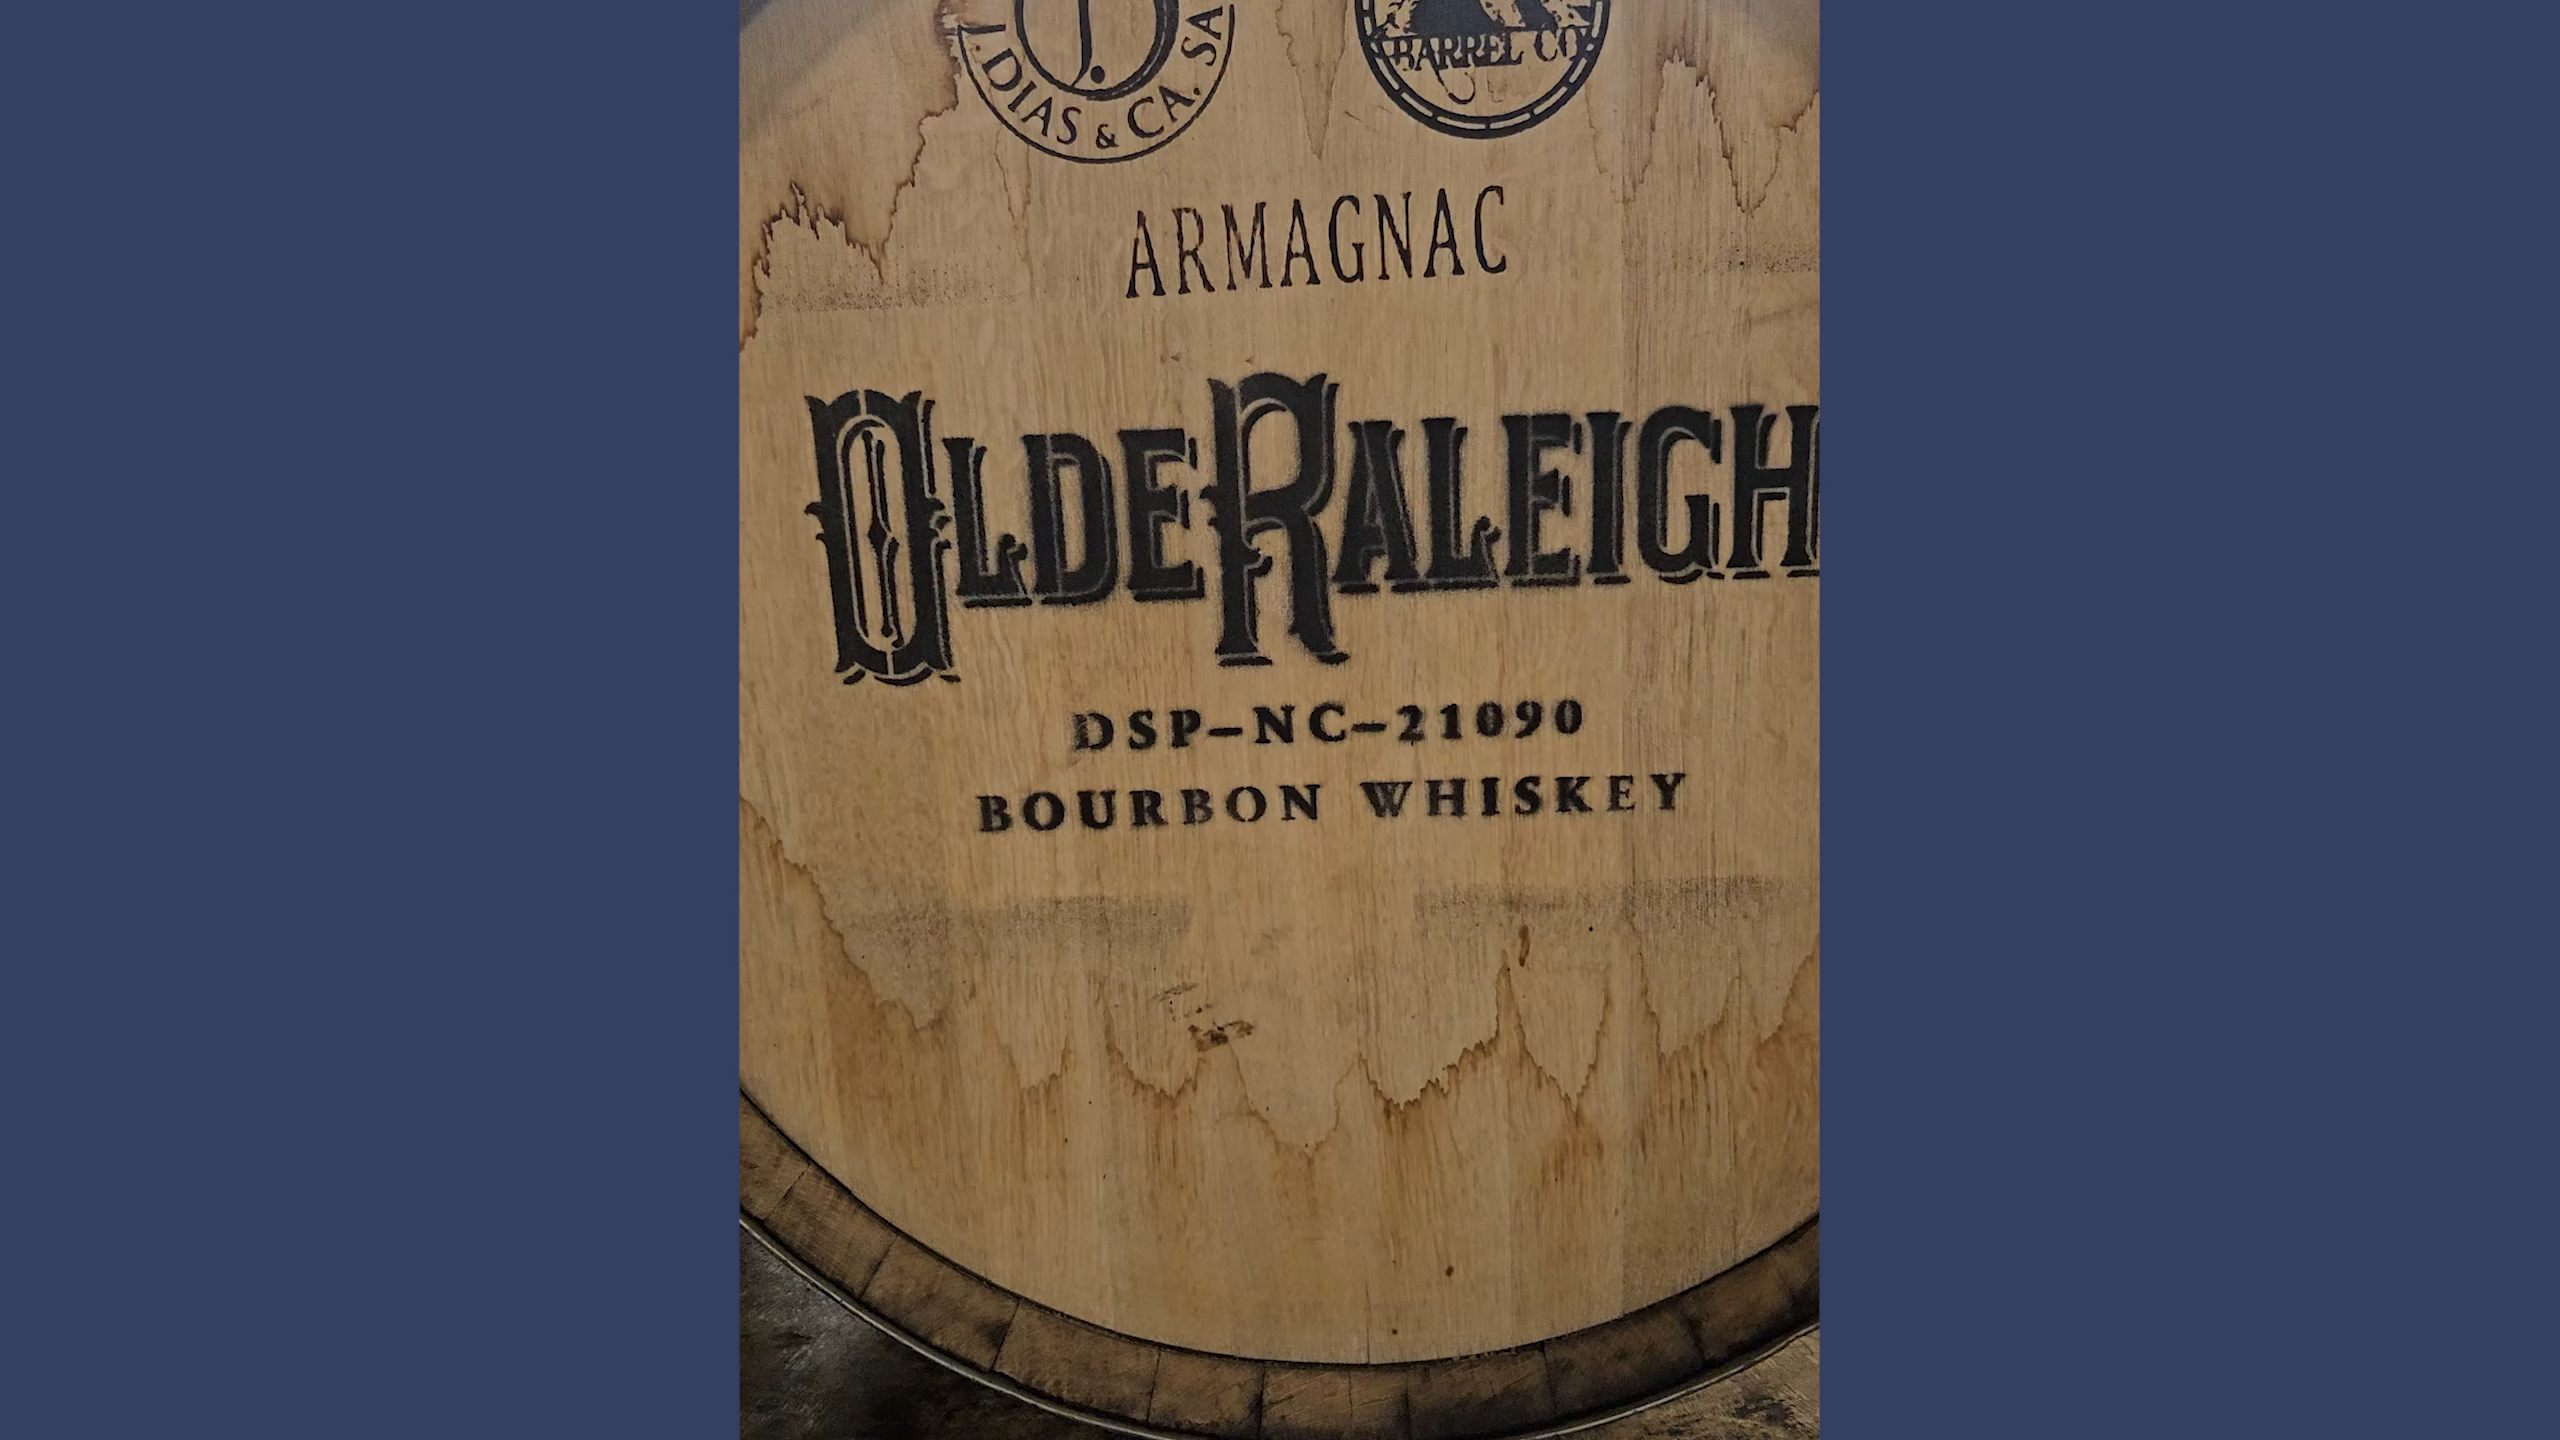 J.
J. DIAS & CA. SA
BARREL CO
ARMAGNAC
OLDE RALEIGH
DSP-NC-21090
BOURBON WHISKEY